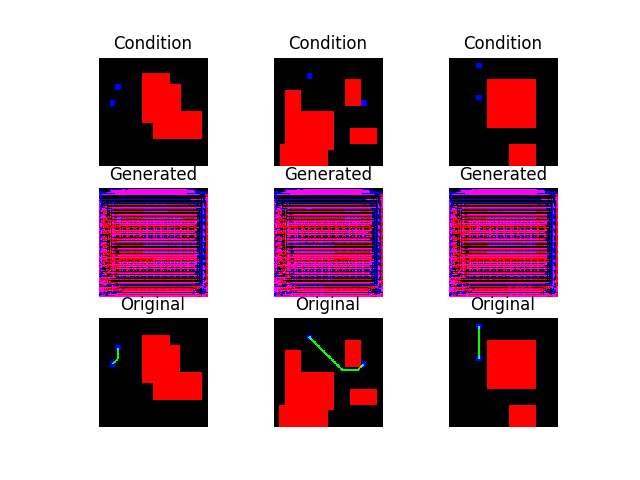 Condition Condition Condition
Generated Generated Generated
Original Original Original